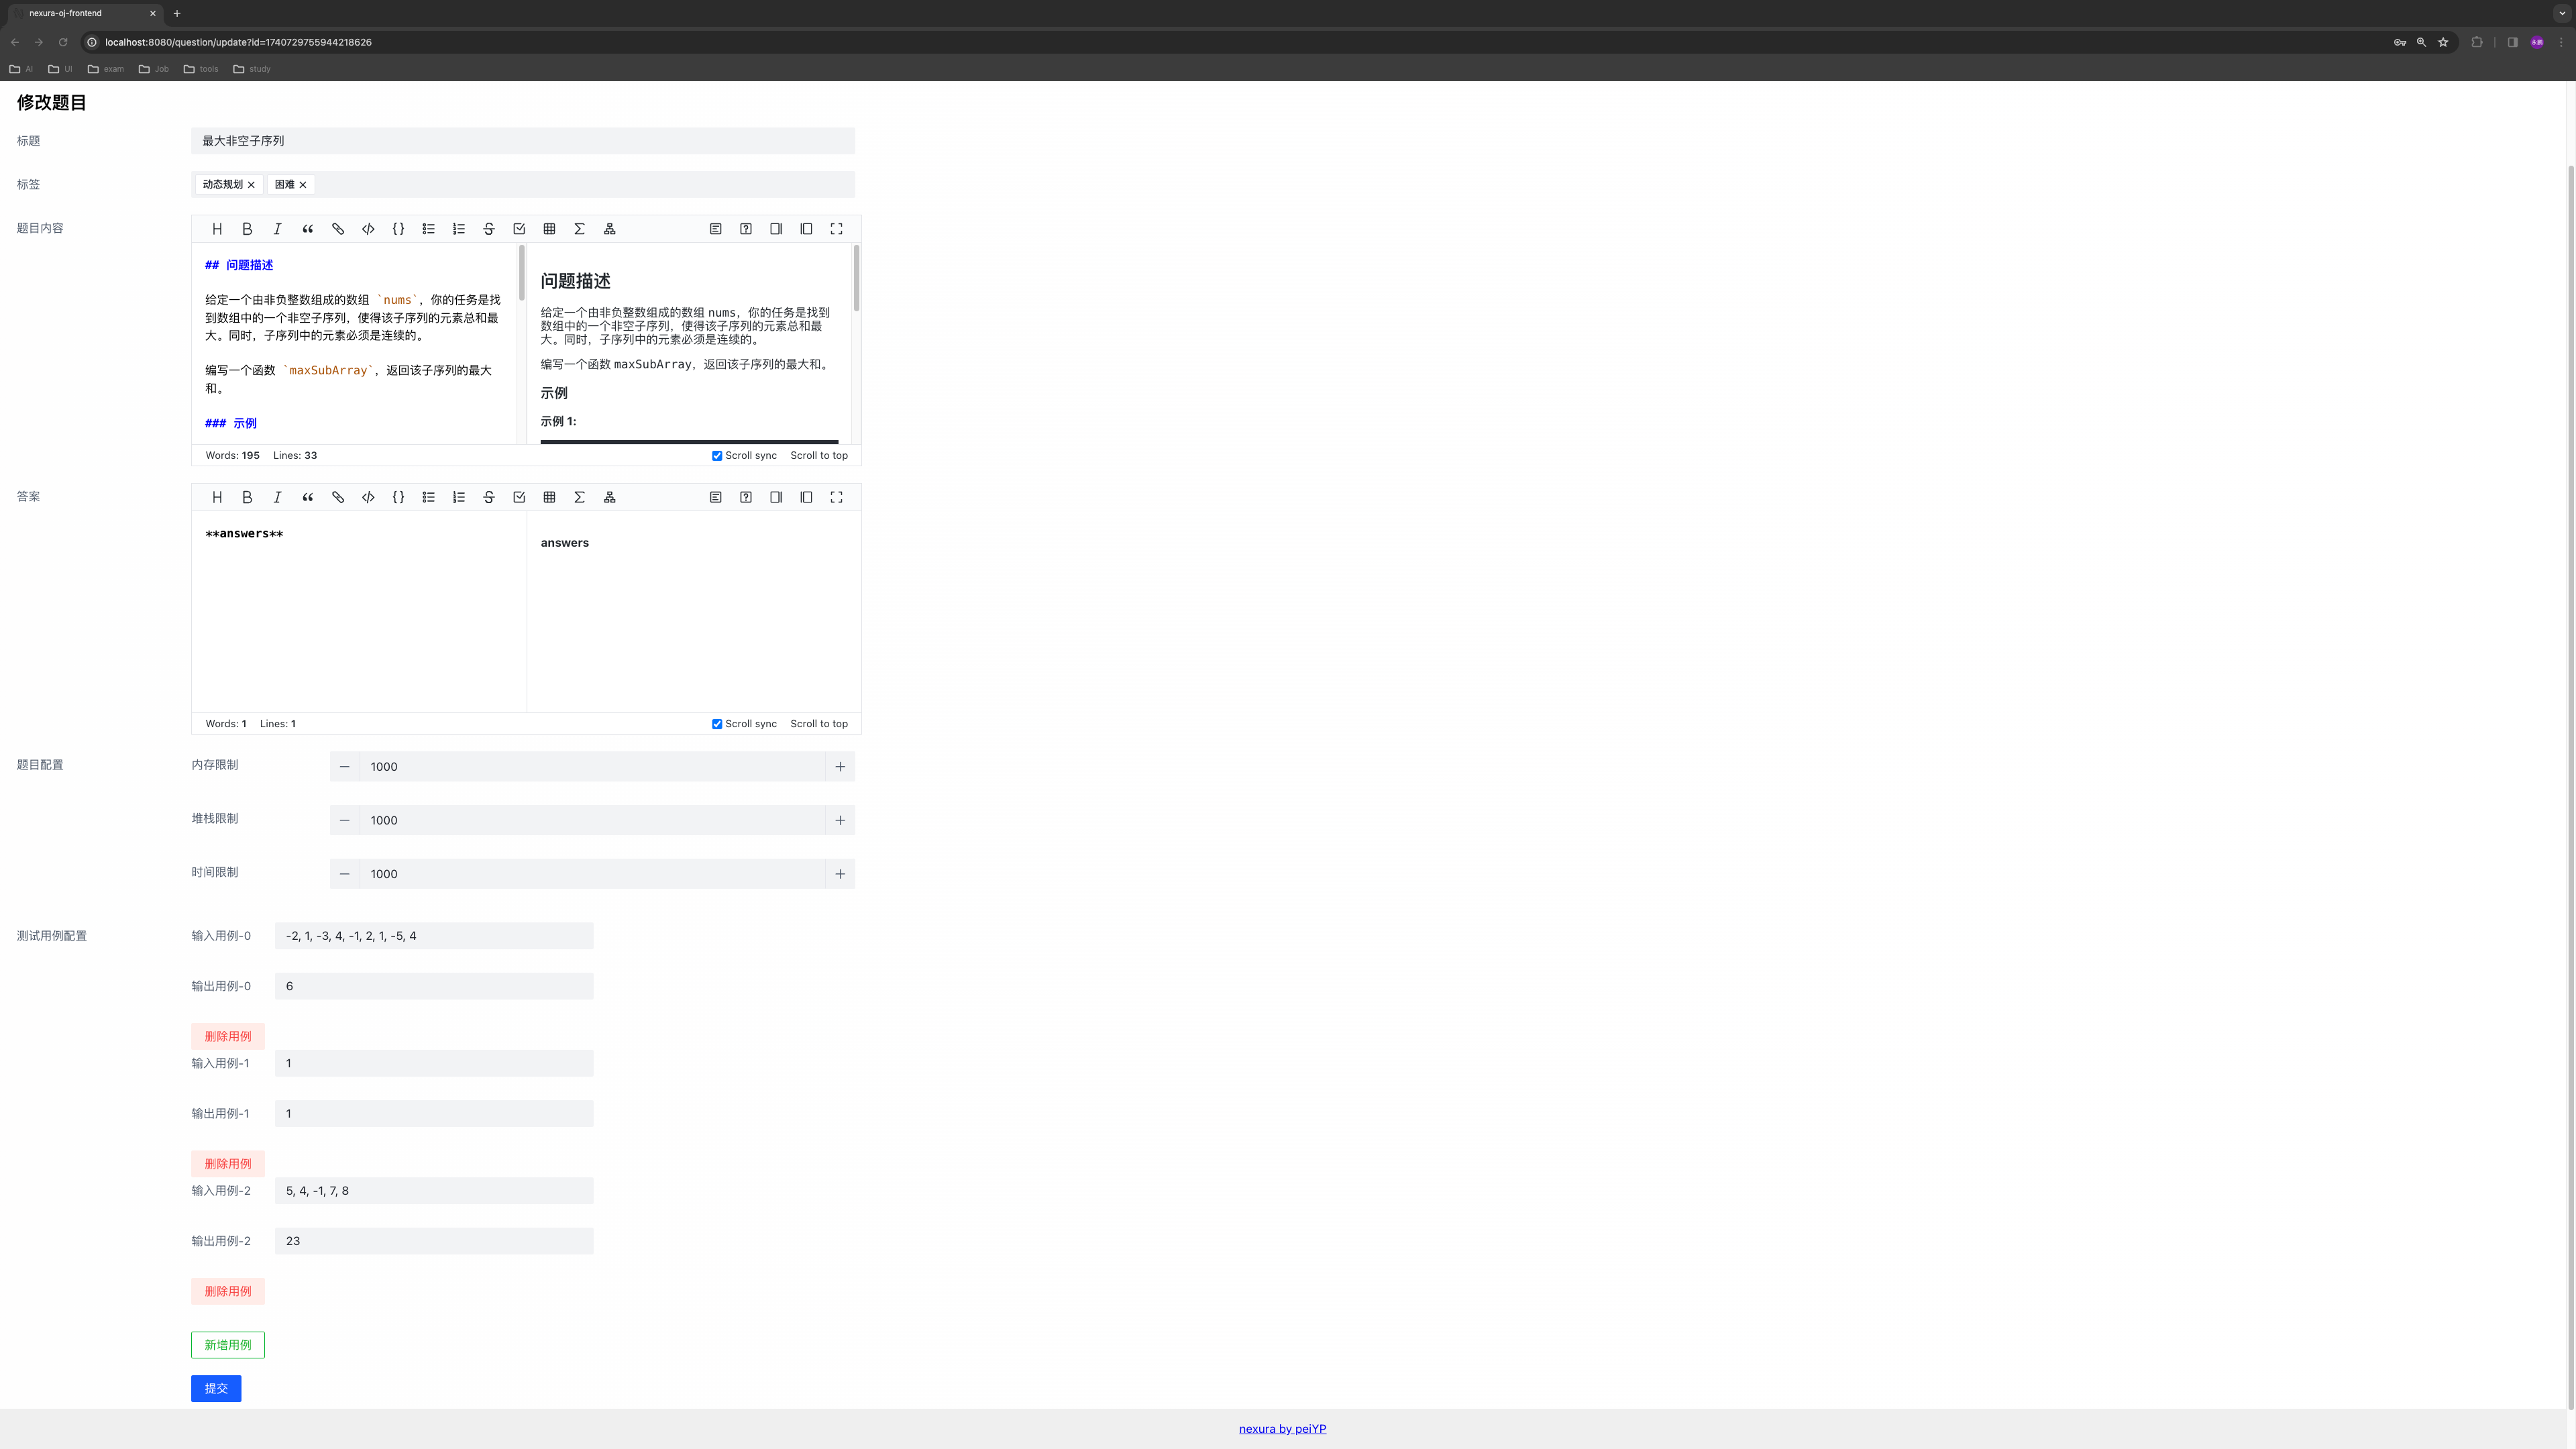 nexura-oj-frontend
localhost:8080/question/update?id=1740729755944218626
永鹏
AI UI exam Job tools study
修改题目
标题 最大非空子序列
标签 动态规划 困难
题目内容
## 问题描述
给定一个由非负整数组成的数组 `nums`，你的任务是找
到数组中的一个非空子序列，使得该子序列的元素总和最
大。同时，子序列中的元素必须是连续的。
编写一个函数 `maxSubArray`，返回该子序列的最大
和。
### 示例
问题描述
给定一个由非负整数组成的数组 nums，你的任务是找到
数组中的一个非空子序列，使得该子序列的元素总和最
大。同时，子序列中的元素必须是连续的。
编写一个函数 maxSubArray，返回该子序列的最大和。
示例
示例 1:
Words: 195 Lines: 33 Scroll sync Scroll to top
答案
**answers**
answers
Words: 1 Lines: 1 Scroll sync Scroll to top
题目配置 内存限制 1000
堆栈限制 1000
时间限制 1000
测试用例配置 输入用例-0 -2, 1, -3, 4, -1, 2, 1, -5, 4
输出用例-0 6
删除用例
输入用例-1 1
输出用例-1 1
删除用例
输入用例-2 5, 4, -1, 7, 8
输出用例-2 23
删除用例
新增用例
提交
nexura by peiYP